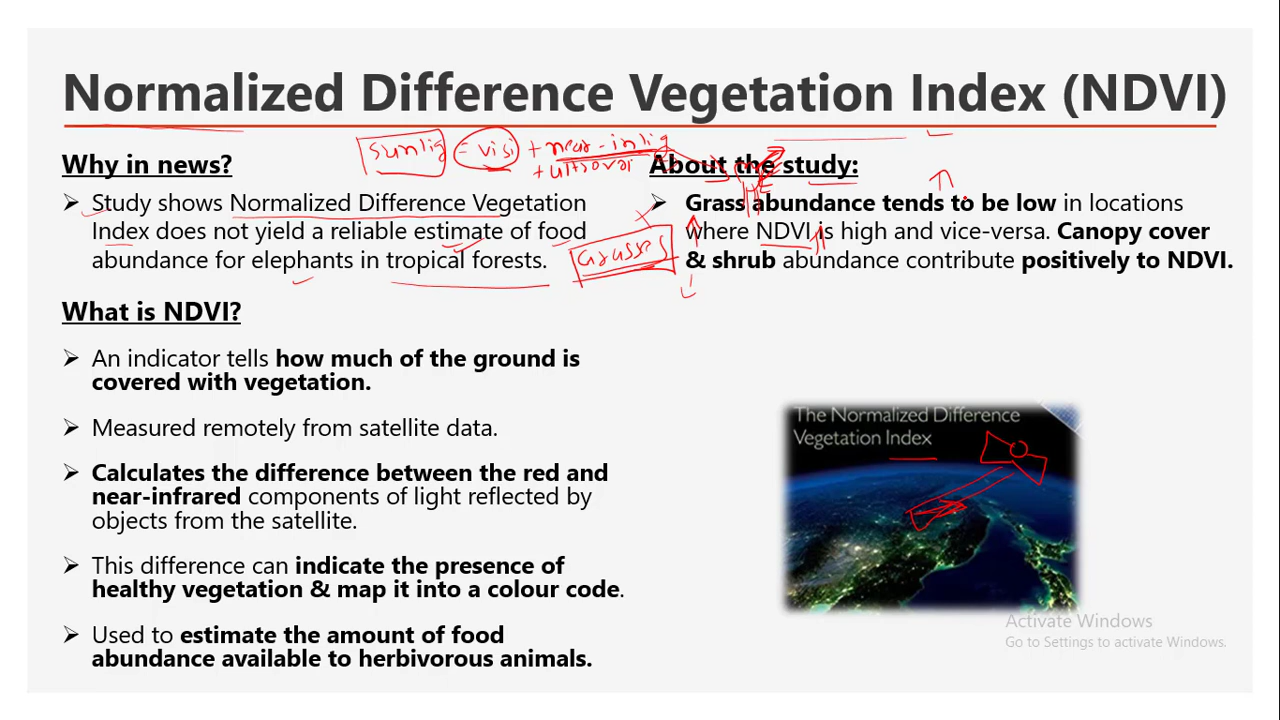 Normalized Difference Vegetation Index (NDVI)
sunlig = visi + near-infrig
+ ultravoi
Why in news?
➢ Study shows Normalized Difference Vegetation
Index does not yield a reliable estimate of food
abundance for elephants in tropical forests.
Grasses
What is NDVI?
➢ An indicator tells how much of the ground is
covered with vegetation.
➢ Measured remotely from satellite data.
➢ Calculates the difference between the red and
near-infrared components of light reflected by
objects from the satellite.
➢ This difference can indicate the presence of
healthy vegetation & map it into a colour code.
➢ Used to estimate the amount of food
abundance available to herbivorous animals.
About the study:
➢ Grass abundance tends to be low in locations
where NDVI is high and vice-versa. Canopy cover
& shrub abundance contribute positively to NDVI.
The Normalized Difference
Vegetation Index
Activate Windows
Go to Settings to activate Windows.